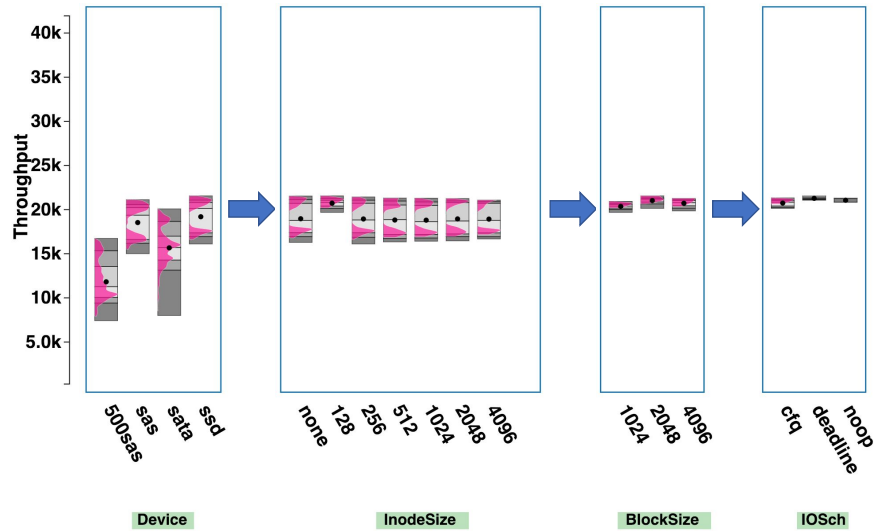 Throughput
40k
35k
30k
25k
20k
15k
10k
5.0k
500sas
sas
sata
ssd
none
128
256
512
1024
2048
4096
1024
2048
4096
cfq
deadline
noop
Device
InodeSize
BlockSize
IOSch